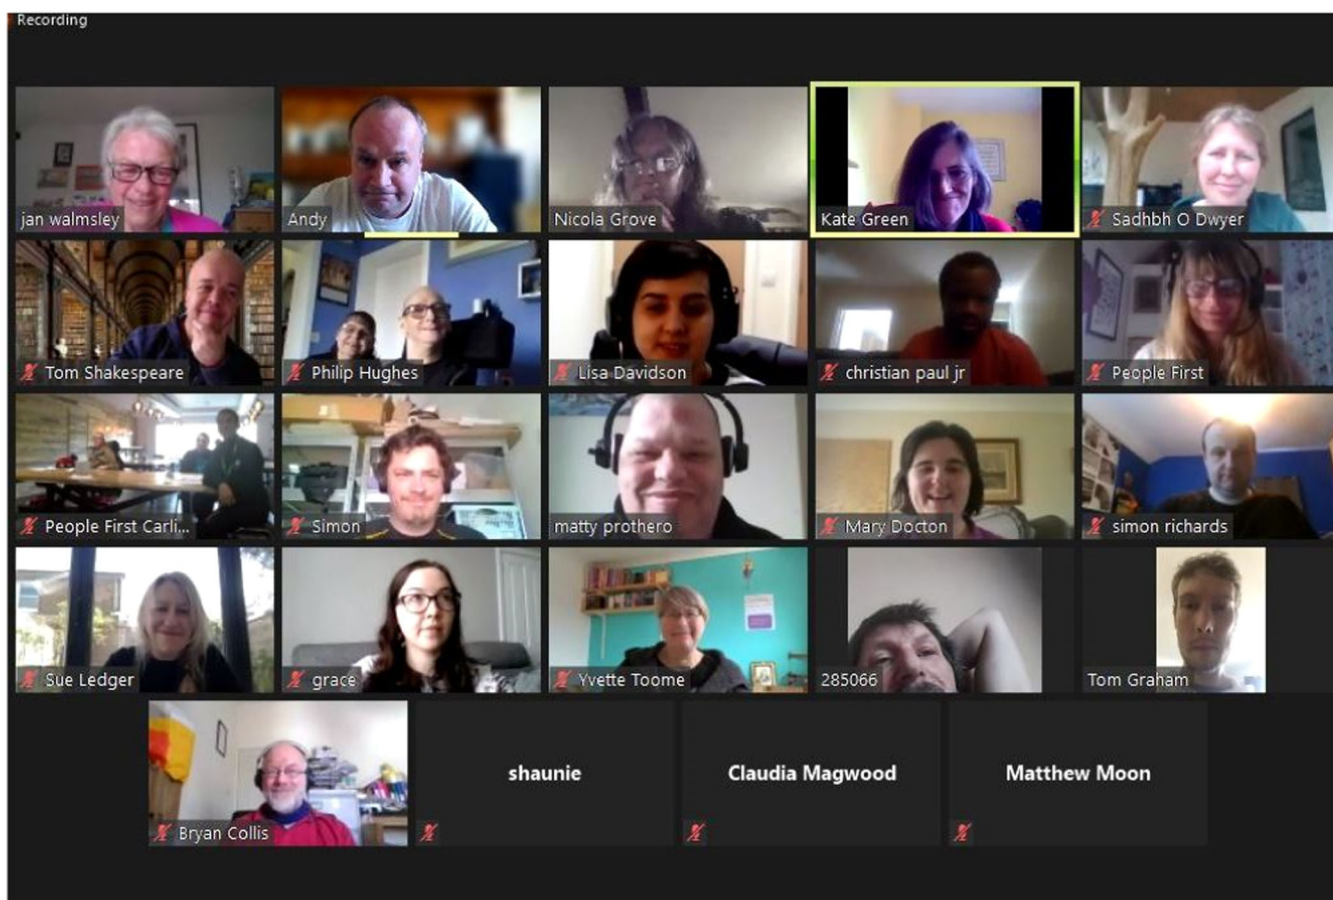 Recording
jan walmsley
Andy
Nicola Grove
Kate Green
Sadhbh O Dwyer
Tom Shakespeare
Philip Hughes
Lisa Davidson
christian paul jr
People First
People First Carli...
Simon
matty prothero
Mary Docton
simon richards
Sue Ledger
grace
Yvette Toome
285066
Tom Graham
Bryan Collis
shaunie
Claudia Magwood
Matthew Moon